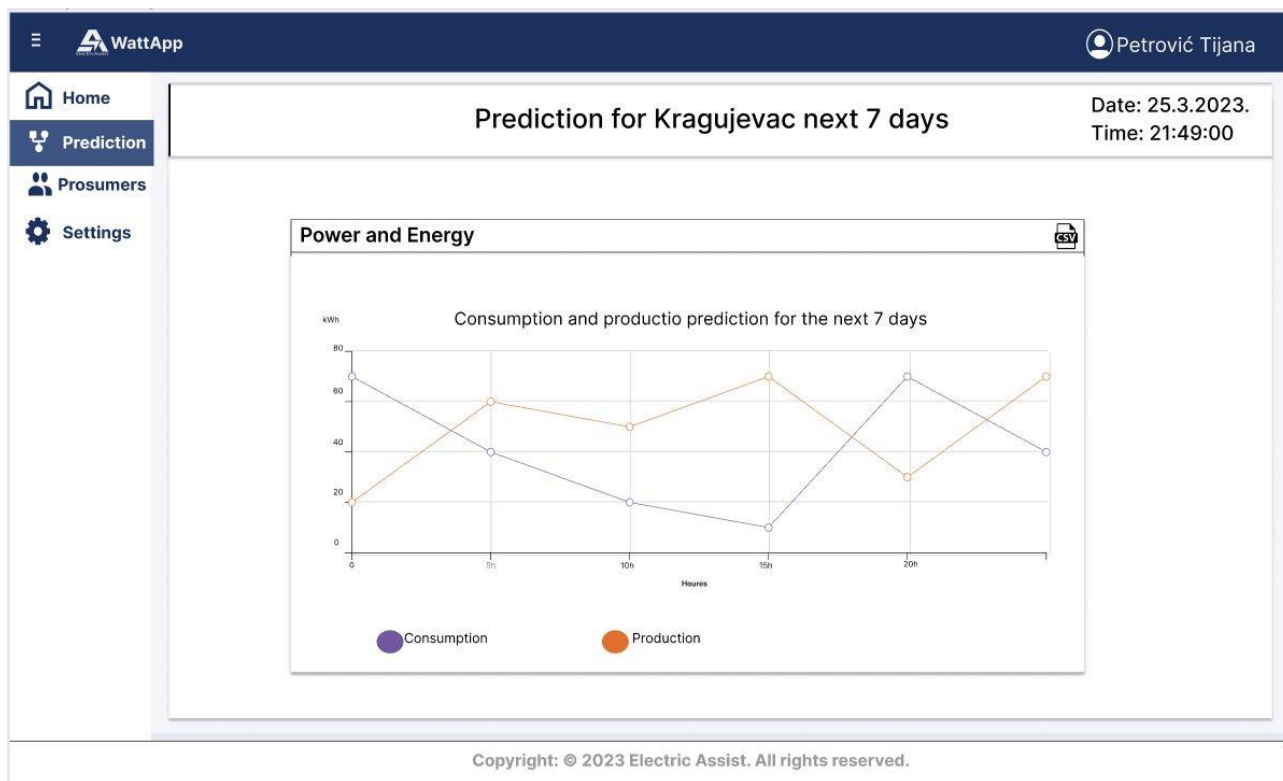 WattApp
Petrović Tijana
Home
Prediction
Prosumers
Settings
Prediction for Kragujevac next 7 days
Date: 25.3.2023.
Time: 21:49:00
Power and Energy
CSV
kWh
Consumption and productio prediction for the next 7 days
80
60
40
20
0
0 5h 10h 15h 20h
Houres
Consumption Production
Copyright: © 2023 Electric Assist. All rights reserved.